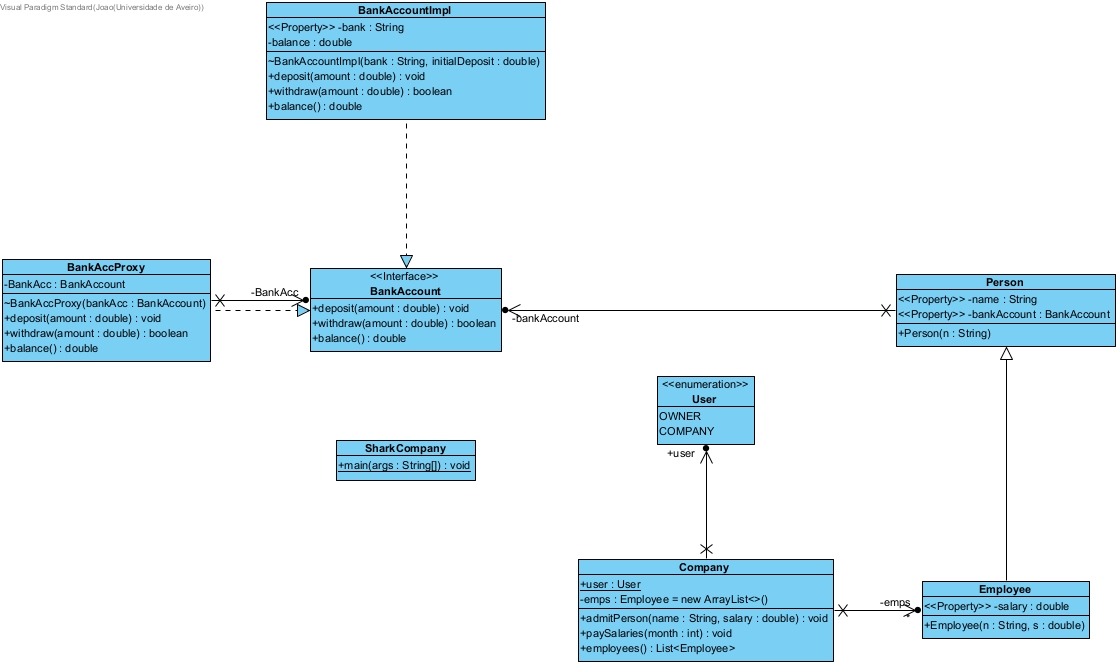 Visual Paradigm Standard(Joao(Universidade de Aveiro))
BankAccountImpl
<<Property>> -bank : String
-balance : double
~BankAccountImpl(bank : String, initialDeposit : double)
+deposit(amount : double) : void
+withdraw(amount : double) : boolean
+balance() : double
BankAccProxy
-BankAcc : BankAccount
~BankAccProxy(bankAcc : BankAccount)
+deposit(amount : double) : void
+withdraw(amount : double) : boolean
+balance() : double
-BankAcc
<<Interface>>
BankAccount
+deposit(amount : double) : void
+withdraw(amount : double) : boolean
+balance() : double
-bankAccount
Person
<<Property>> -name : String
<<Property>> -bankAccount : BankAccount
+Person(n : String)
<<enumeration>>
User
OWNER
COMPANY
+user
SharkCompany
+main(args : String[]) : void
Company
+user : User
-emps : Employee = new ArrayList<>()
+admitPerson(name : String, salary : double) : void
+paySalaries(month : int) : void
+employees() : List<Employee>
-emps
Employee
<<Property>> -salary : double
+Employee(n : String, s : double)